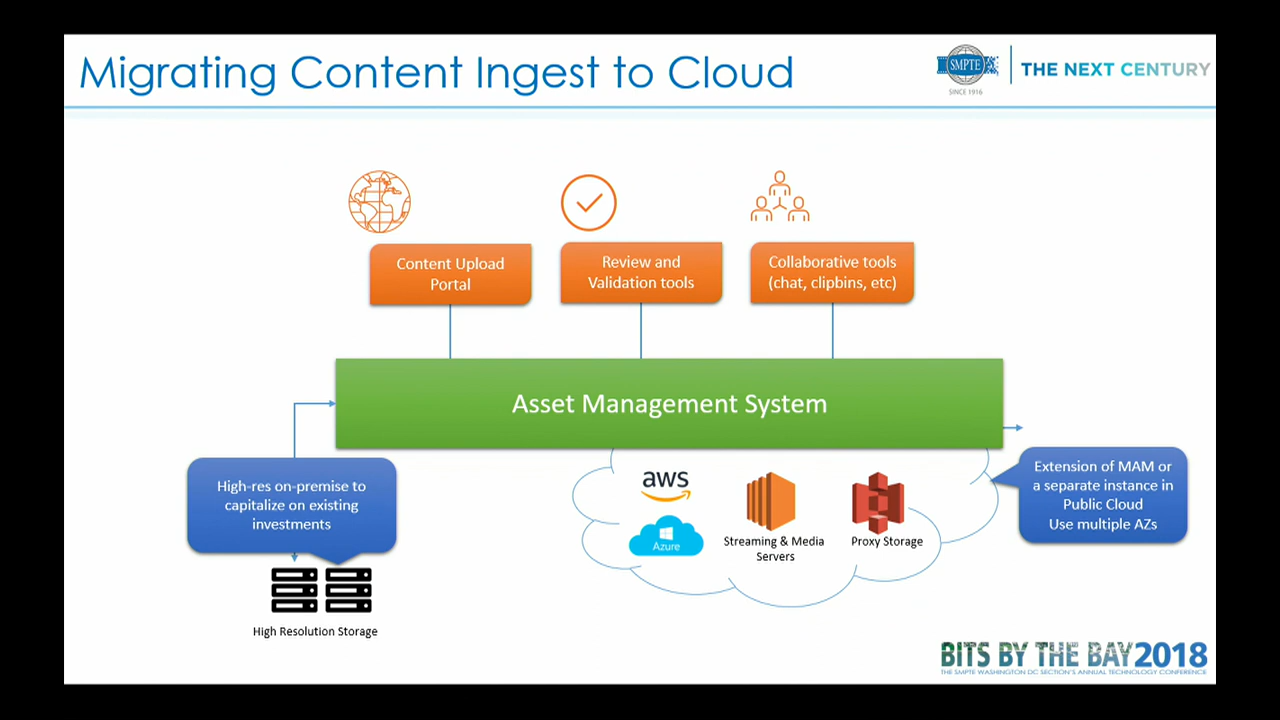 Migrating Content Ingest to Cloud
SMPTE
SINCE 1916
THE NEXT CENTURY
Content Upload
Portal
Review and
Validation tools
Collaborative tools
(chat, clipbins, etc)
Asset Management System
High-res on-premise to
capitalize on existing
investments
High Resolution Storage
aws
Azure
Streaming & Media
Servers
Proxy Storage
Extension of MAM or
a separate instance in
Public Cloud
Use multiple AZs
BITS BY THE BAY 2018
THE SMPTE WASHINGTON DC SECTION'S ANNUAL TECHNOLOGY CONFERENCE